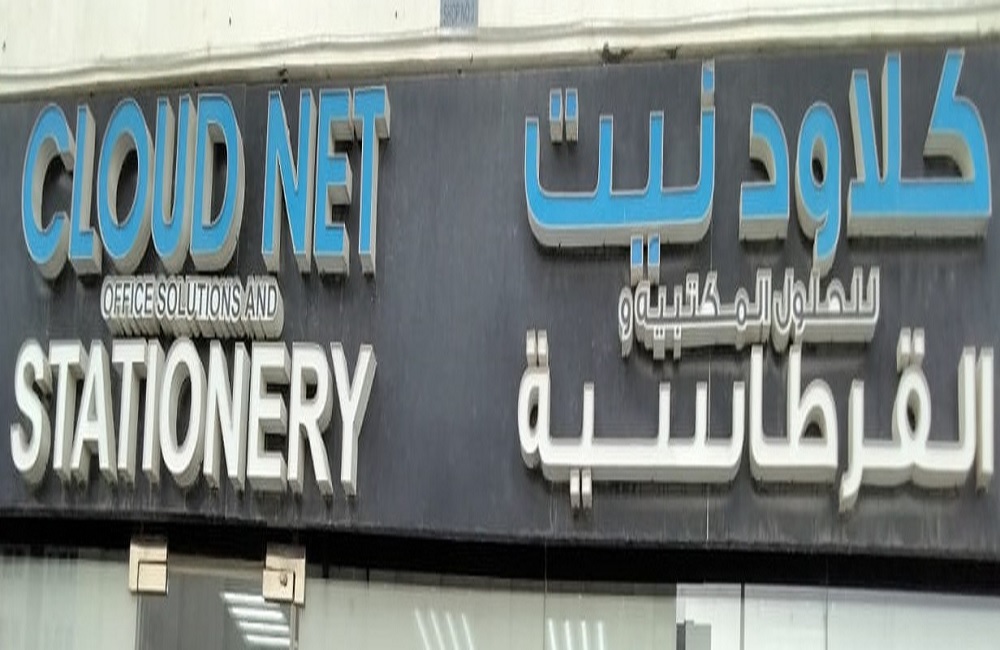 CLOUD NET
OFFICE SOLUTIONS AND
STATIONERY
كلاود نيت
للحلول المكتبية و
القرطاسية